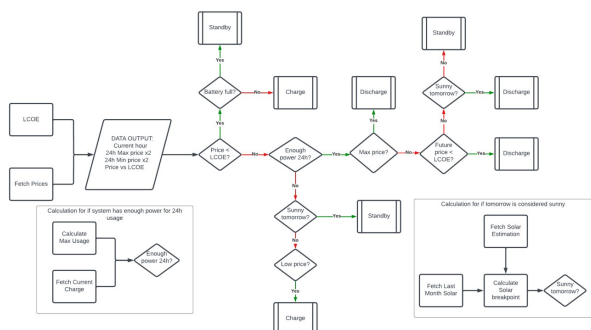 Standby
Yes
Battery full?
No
Charge
Yes
LCOE
Fetch Prices
DATA OUTPUT:
Current hour
24h Max price x2
24h Min price x2
Price vs LCOE
Price <
LCOE?
No
Enough
power 24h?
Yes
Max price?
Yes
Discharge
No
Future
price <
LCOE?
Yes
Discharge
No
Sunny
tomorrow?
Yes
Discharge
No
Standby
No
Sunny
tomorrow?
Yes
Standby
No
Low price?
Yes
Charge
Calculation for if system has enough power for 24h
usage
Calculate
Max Usage
Fetch Current
Charge
Enough
power 24h?
Calculation for if tomorrow is considered sunny
Fetch Solar
Estimation
Fetch Last
Month Solar
Calculate
Solar
breakpoint
Sunny
tomorrow?